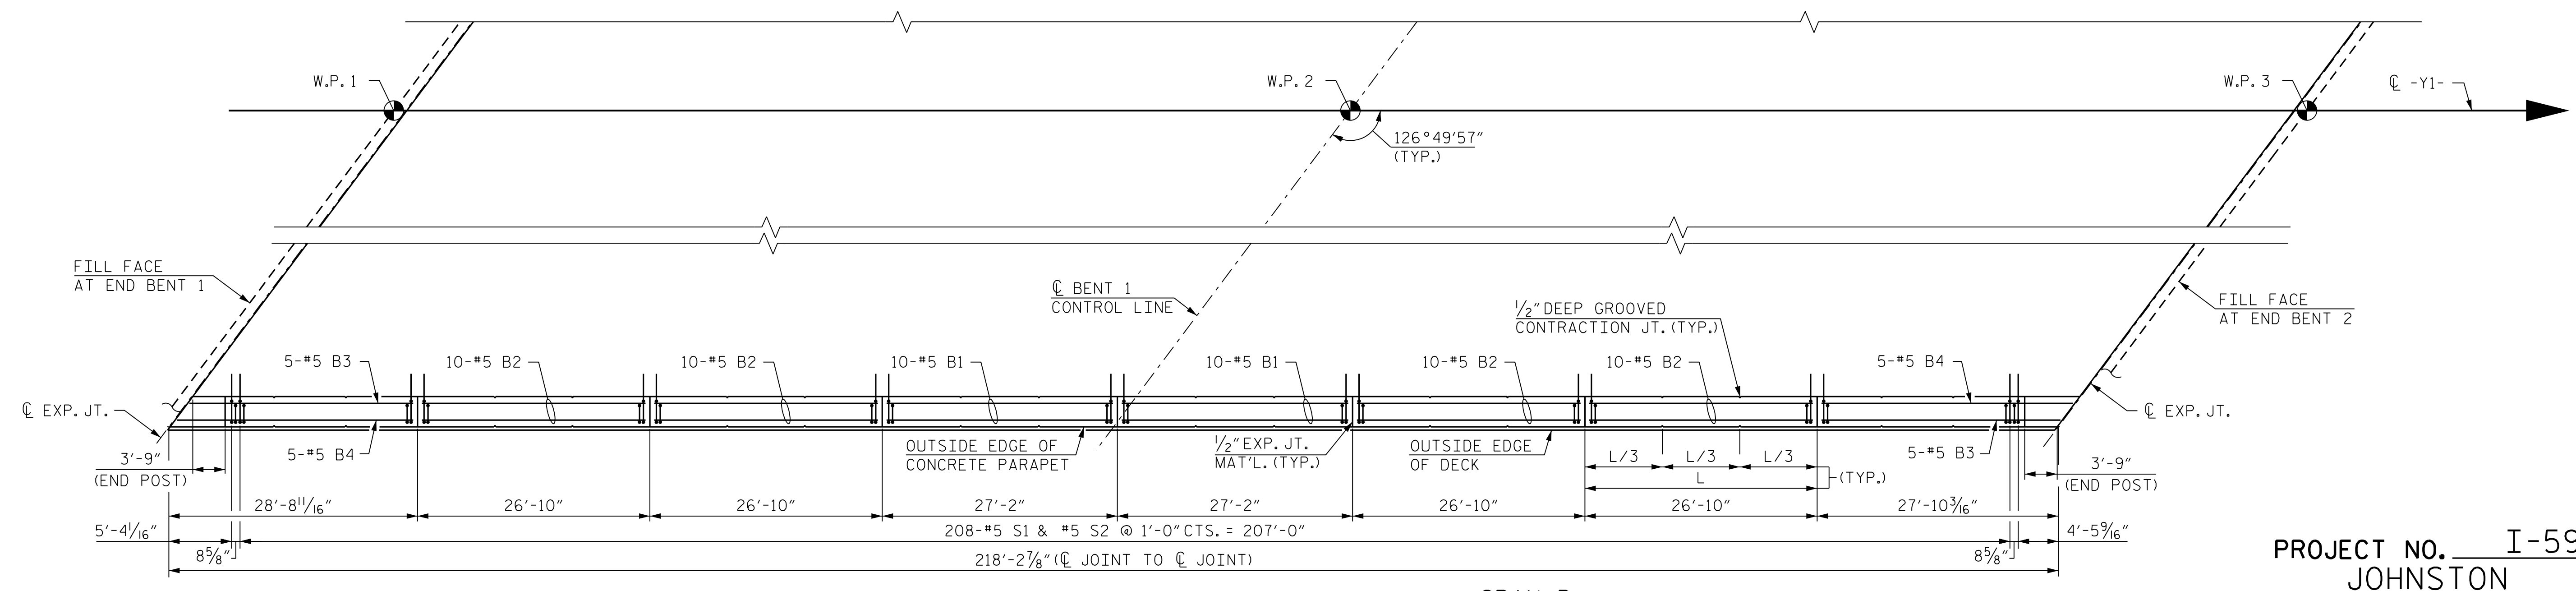 W.P. 1
W.P. 2
W.P. 3
℄ -Y1-
126°49'57"
(TYP.)
FILL FACE
AT END BENT 1
℄ BENT 1
CONTROL LINE
1/2" DEEP GROOVED
CONTRACTION JT. (TYP.)
FILL FACE
AT END BENT 2
5-#5 B3
10-#5 B2
10-#5 B2
10-#5 B1
10-#5 B1
10-#5 B2
10-#5 B2
5-#5 B4
℄ EXP. JT.
℄ EXP. JT.
3'-9"
(END POST)
5-#5 B4
OUTSIDE EDGE OF
CONCRETE PARAPET
1/2" EXP. JT.
MAT'L. (TYP.)
OUTSIDE EDGE
OF DECK
L/3
L/3
L/3
L
(TYP.)
5-#5 B3
3'-9"
(END POST)
28'-8 11/16"
26'-10"
26'-10"
27'-2"
27'-2"
26'-10"
26'-10"
27'-10 3/16"
5'-4 1/16"
208-#5 S1 & #5 S2 @ 1'-0" CTS. = 207'-0"
4'-5 9/16"
8 5/8"
8 5/8"
218'-2 7/8" (℄ JOINT TO ℄ JOINT)
PROJECT NO. I-59
JOHNSTON